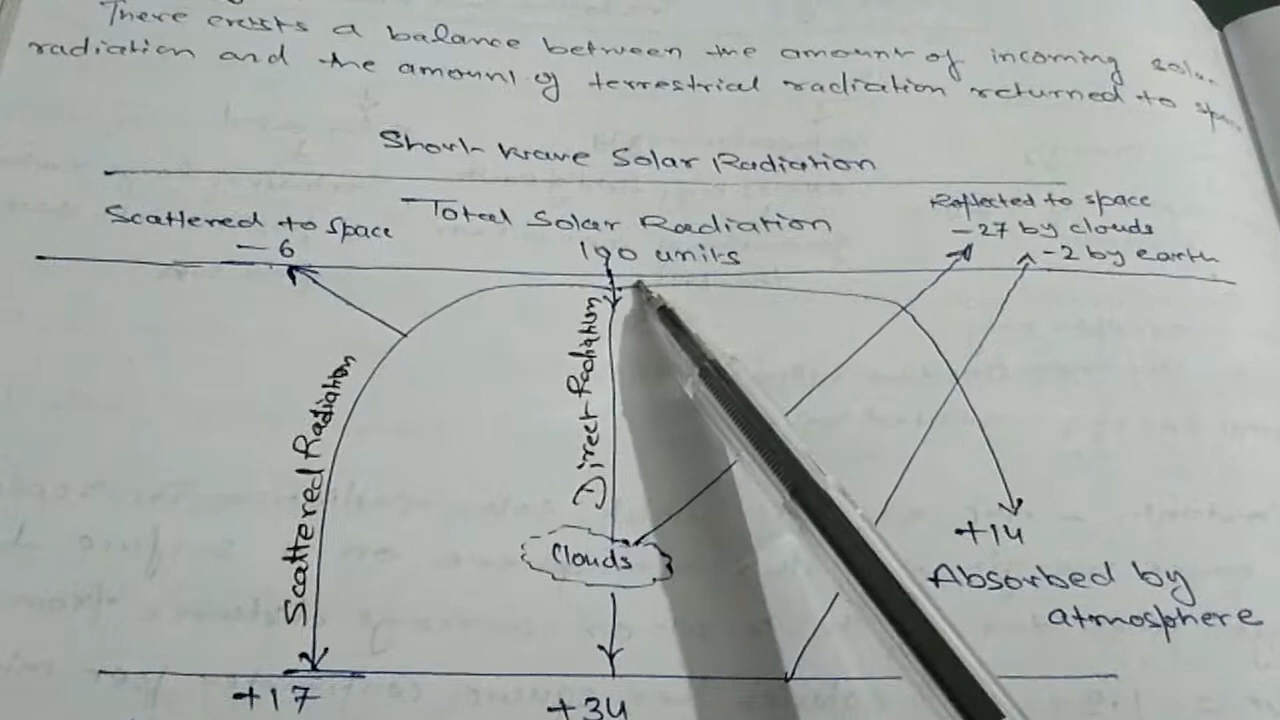 There exists a balance between the amount of incoming
radiation and the amount of terrestrial radiation returned to
Short-Wave Solar Radiation
Scattered to Space
-6
Total Solar Radiation
100 units
Reflected to space
-27 by clouds
-2 by earth
Scattered Radiation
Direct Radiation
Clouds
+14
Absorbed by
atmosphere
+17
+34